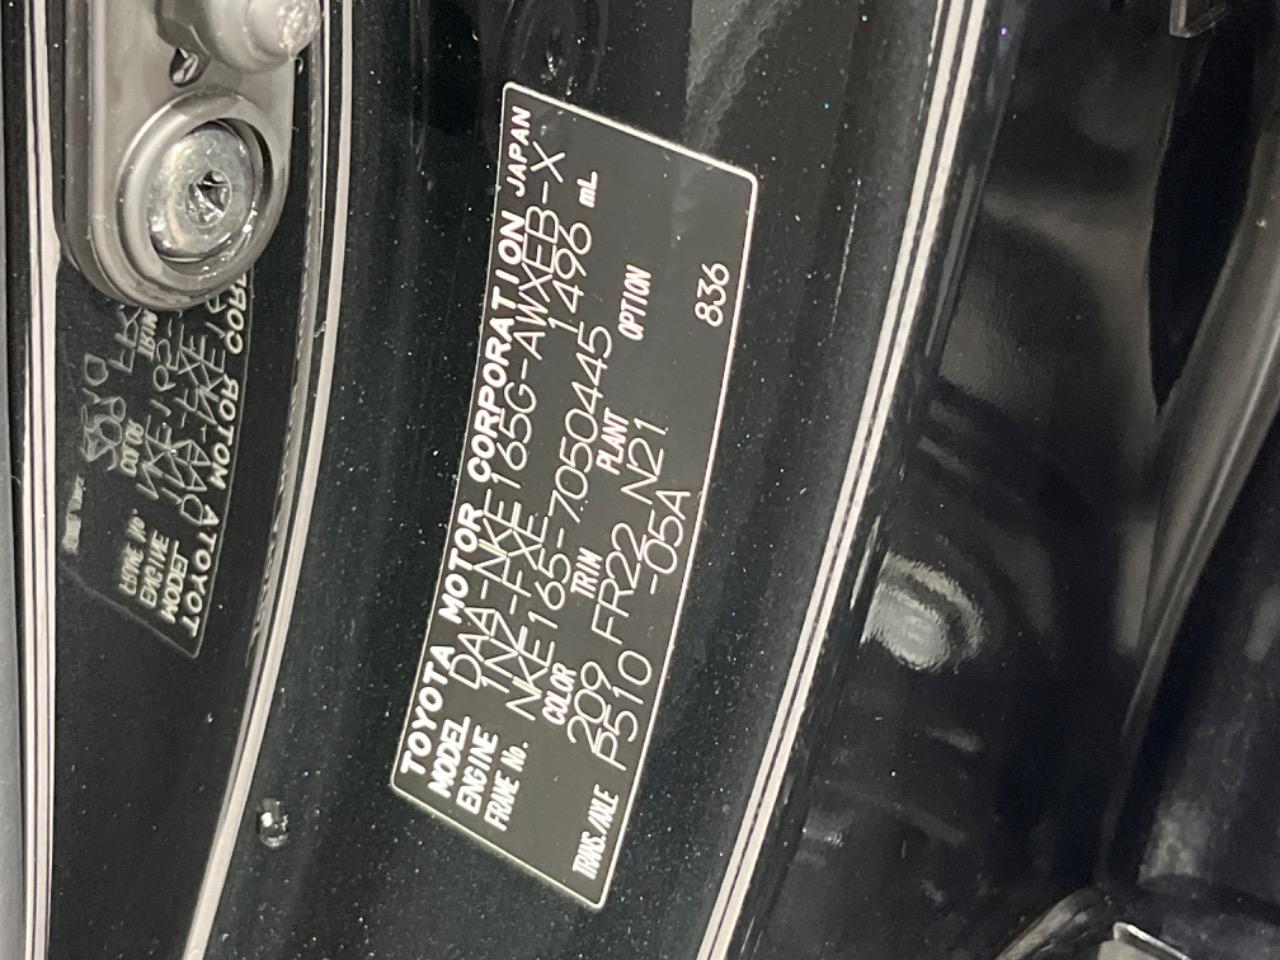 TOYOTA MOTOR CORPORATION JAPAN
MODEL DAA-NKE165G-AWXEB-X
ENGINE 1NZ-FXE 1496 mL
FRAME No. NKE165-7050445
COLOR TRIM PLANT OPTION
209 FR22 N21
TRANS./AXLE P510 -05A 836